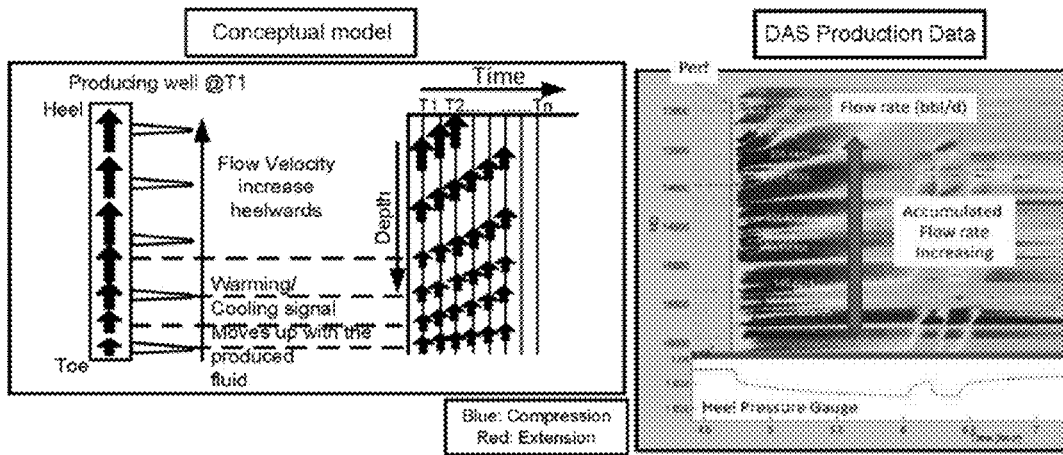 Conceptual model
DAS Production Data
Producing well @T1
Heel
Toe
Flow Velocity
increase
heelwards
Warming/
Cooling signal
Moves up with the
produced
fluid
Time
T1 T2 Tn
Depth
Blue: Compression
Red: Extension
Perf
Flow rate (bbl/d)
Accumulated
Flow rate
Increasing
Heel Pressure Gauge